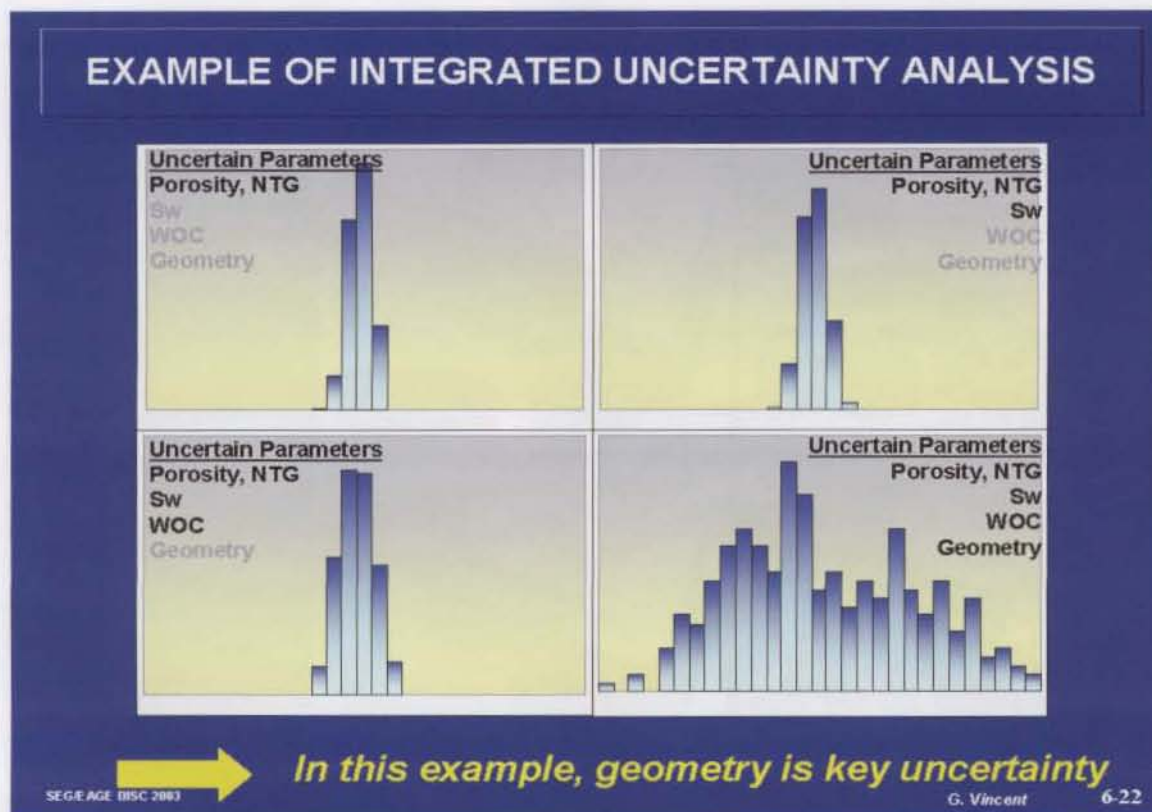 EXAMPLE OF INTEGRATED UNCERTAINTY ANALYSIS
Uncertain Parameters
Porosity, NTG
Sw
WOC
Geometry
Uncertain Parameters
Porosity, NTG
Sw
WOC
Geometry
Uncertain Parameters
Porosity, NTG
Sw
WOC
Geometry
Uncertain Parameters
Porosity, NTG
Sw
WOC
Geometry
In this example, geometry is key uncertainty
SEG/EAGE DISC 2003
G. Vincent
6-22